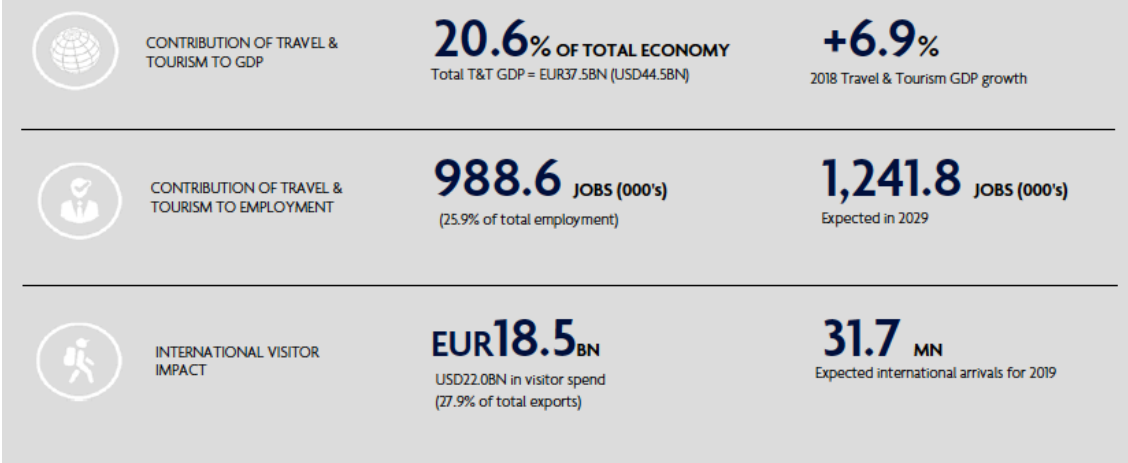 CONTRIBUTION OF TRAVEL &
TOURISM TO GDP
20.6% OF TOTAL ECONOMY
Total T&T GDP = EUR37.5BN (USD44.5BN)
+6.9%
2018 Travel & Tourism GDP growth
CONTRIBUTION OF TRAVEL &
TOURISM TO EMPLOYMENT
988.6 JOBS (000's)
(25.9% of total employment)
1,241.8 JOBS (000's)
Expected in 2029
INTERNATIONAL VISITOR
IMPACT
EUR18.5BN
USD22.0BN in visitor spend
(27.9% of total exports)
31.7 MN
Expected international arrivals for 2019